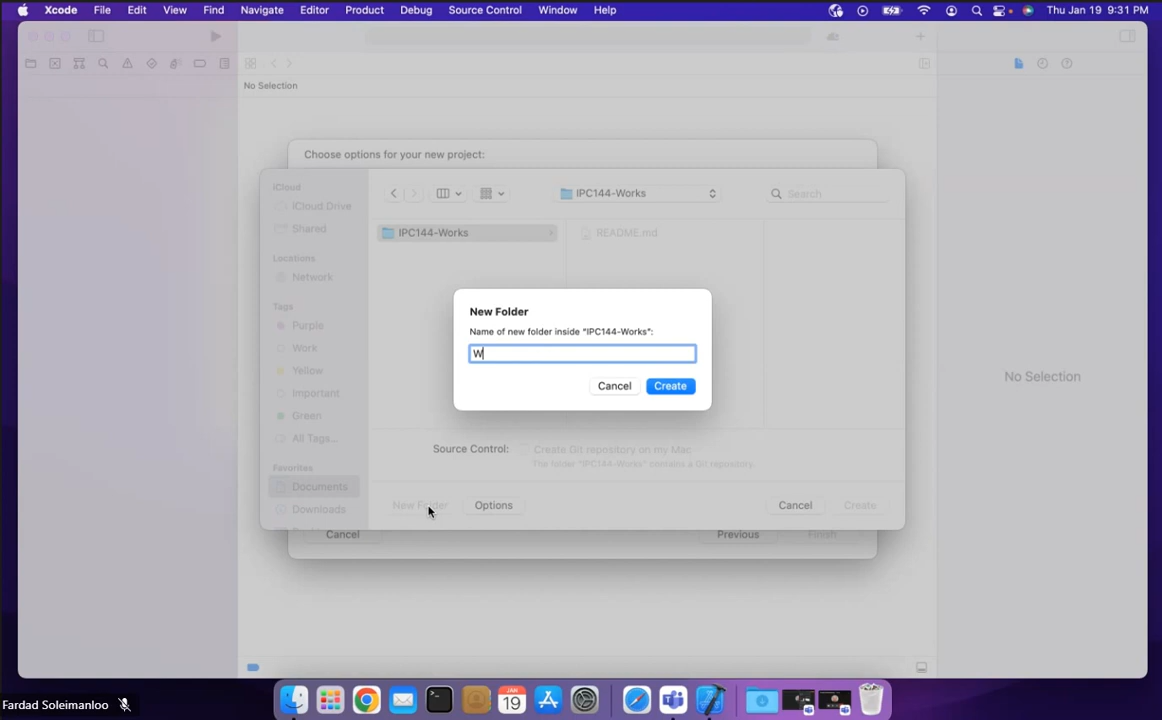 Xcode File Edit View Find Navigate Editor Product Debug Source Control Window Help Thu Jan 19 9:31 PM
No Selection
Choose options for your new project:
iCloud
iCloud Drive
Shared
Locations
Network
Tags
Purple
Work
Yellow
Important
Green
All Tags...
Favorites
Documents
Downloads
IPC144-Works
Search
IPC144-Works
README.md
New Folder
Name of new folder inside "IPC144-Works":
W
Cancel Create
No Selection
Source Control: Create Git repository on my Mac
The folder "IPC144-Works" contains a Git repository.
New Folder Options Cancel Create
Cancel Previous Finish
JAN
19
Fardad Soleimanloo